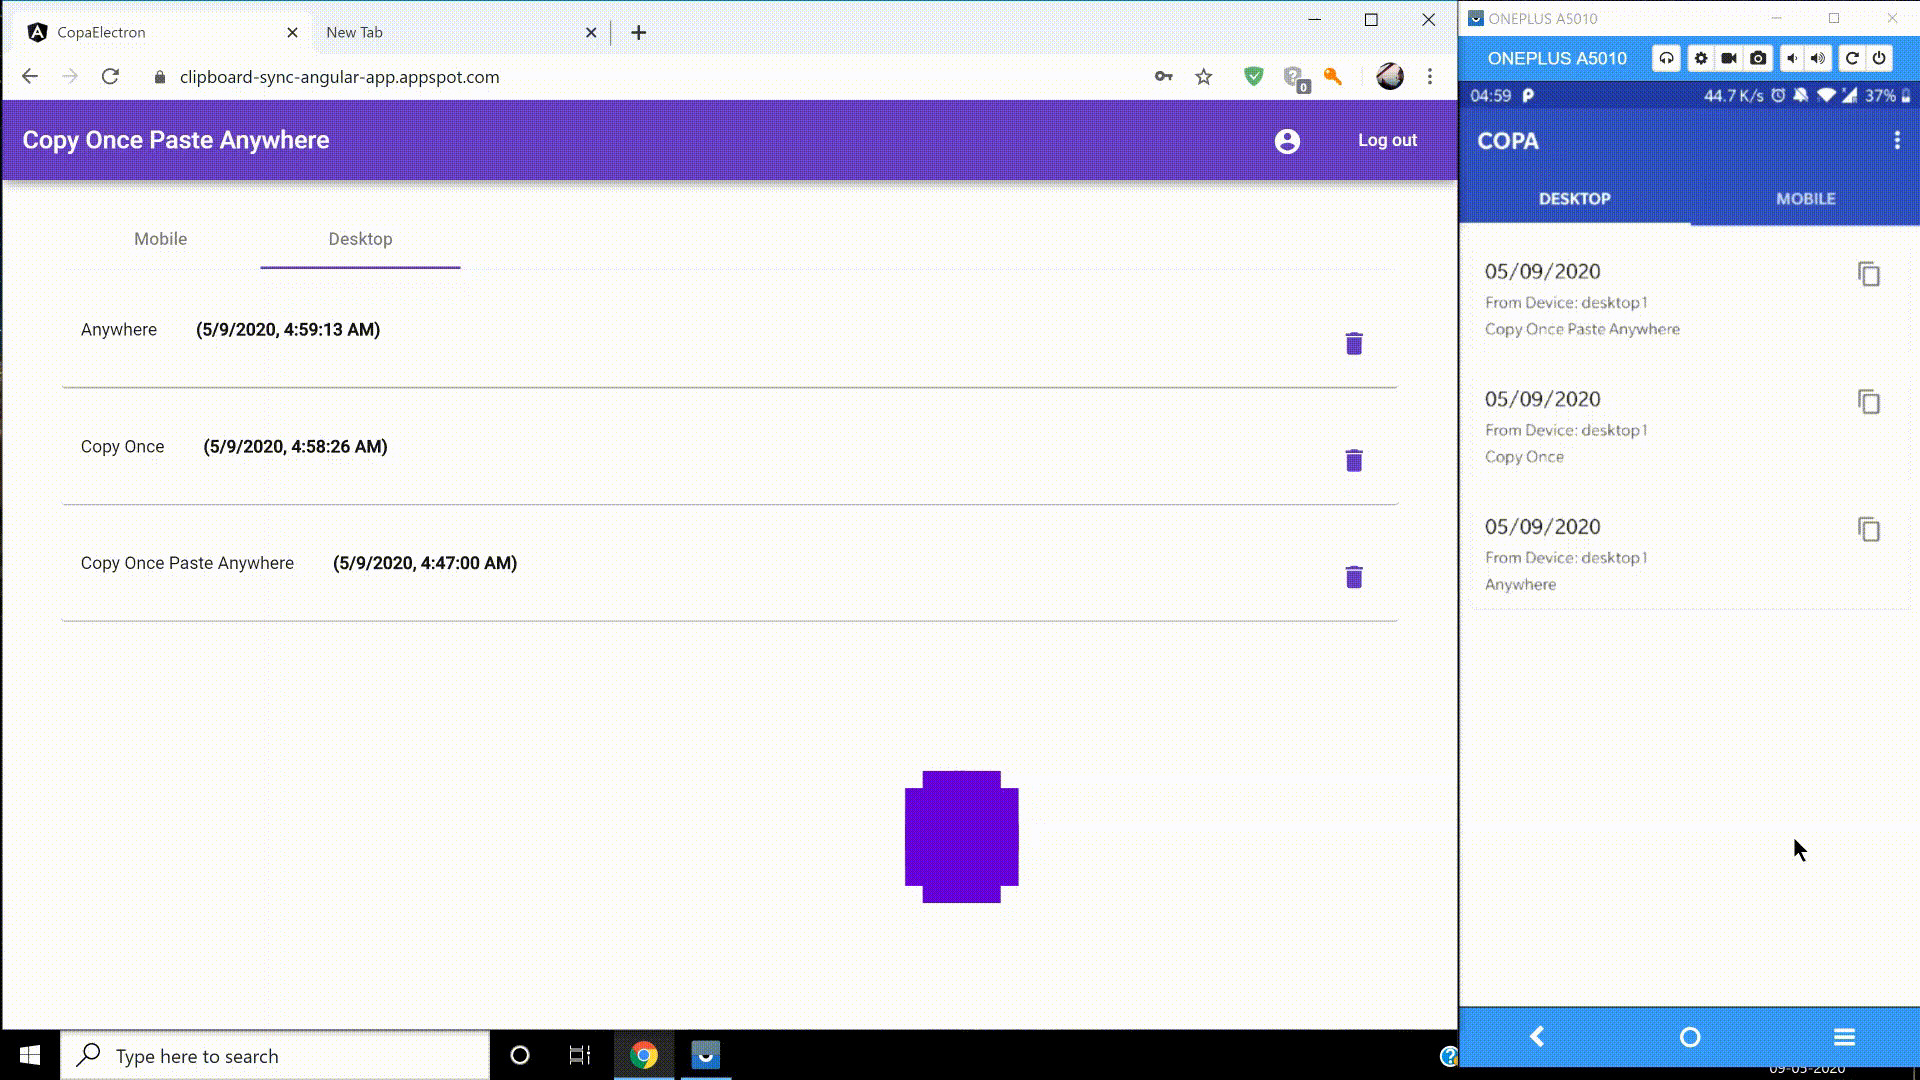 CopaElectron
New Tab
clipboard-sync-angular-app.appspot.com
0
Copy Once Paste Anywhere
Log out
Mobile
Desktop
Anywhere (5/9/2020, 4:59:13 AM)
Copy Once (5/9/2020, 4:58:26 AM)
Copy Once Paste Anywhere (5/9/2020, 4:47:00 AM)
Type here to search
ONEPLUS A5010
ONEPLUS A5010
04:59
44.7 K/s
37%
COPA
DESKTOP
MOBILE
05/09/2020
From Device: desktop1
Copy Once Paste Anywhere
05/09/2020
From Device: desktop1
Copy Once
05/09/2020
From Device: desktop1
Anywhere
09-05-2020